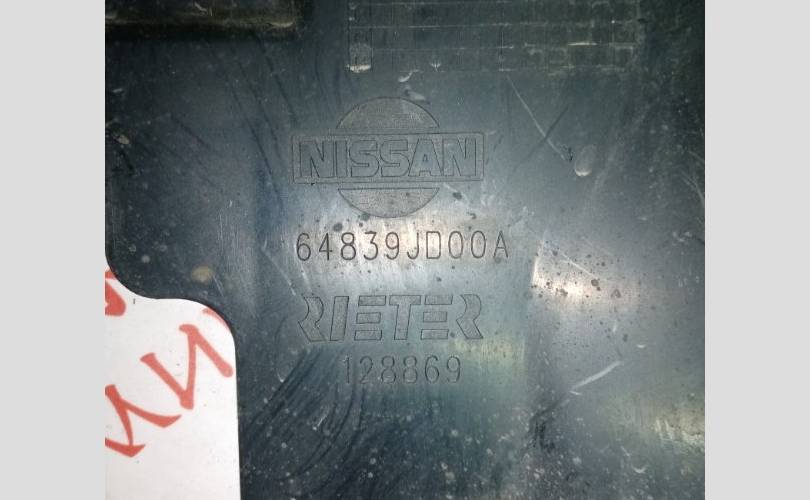 NISSAN
64839JD00A
RIETER
128869